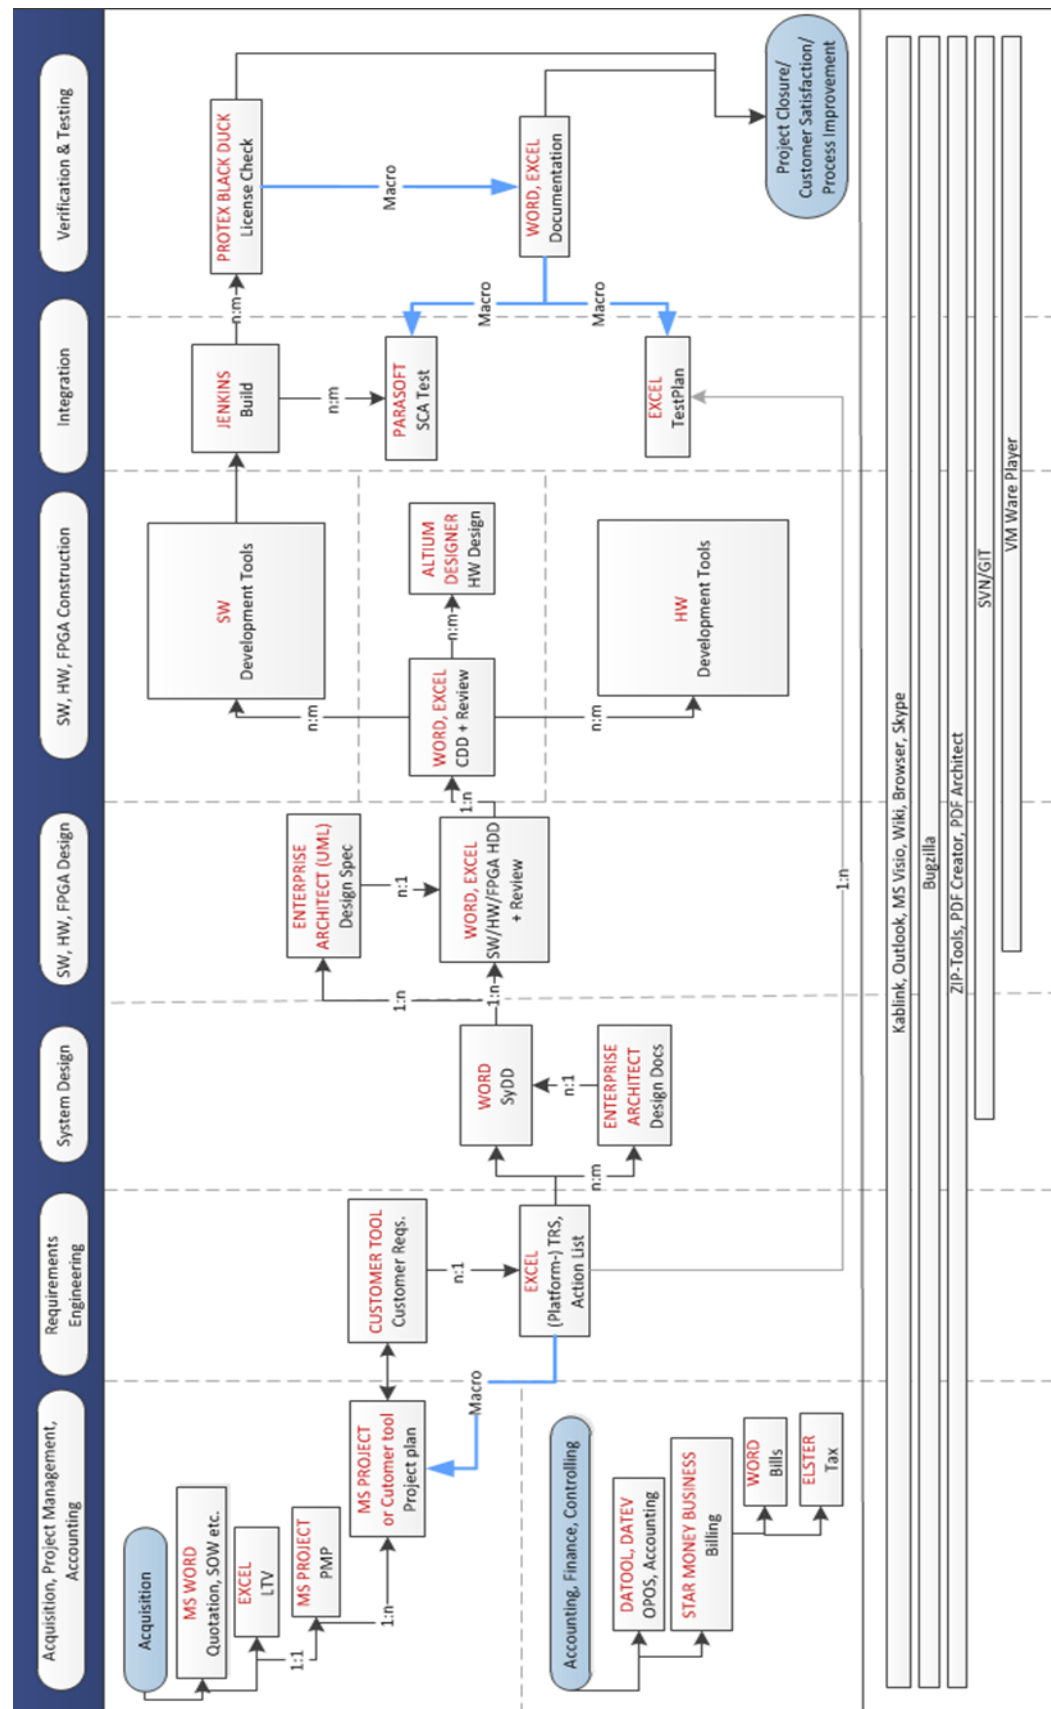 Acquisition, Project Management,
Accounting
Requirements
Engineering
System Design
SW, HW, FPGA Design
SW, HW, FPGA Construction
Integration
Verification & Testing
Acquisition
MS WORD
Quotation, SOW etc.
EXCEL
LTV
1:1
MS PROJECT
PMP
1:n
MS PROJECT
or Cutomer tool
Project plan
Macro
CUSTOMER TOOL
Customer Reqs.
n:1
EXCEL
(Platform-) TRS,
Action List
n:m
WORD
SyDD
n:1
ENTERPRISE
ARCHITECT
Design Docs
1:n
1:n
ENTERPRISE
ARCHITECT (UML)
Design Spec
n:1
WORD, EXCEL
SW/HW/FPGA HDD
+ Review
1:n
WORD, EXCEL
CDD + Review
n:m
n:m
n:m
SW
Development Tools
ALTIUM
DESIGNER
HW Design
HW
Development Tools
JENKINS
Build
n:m
n:m
PARASOFT
SCA Test
EXCEL
TestPlan
1:n
PROTEX BLACK DUCK
License Check
Macro
WORD, EXCEL
Documentation
Macro
Macro
Project Closure/
Customer Satisfaction/
Process Improvement
Accounting, Finance, Controlling
DATOOL, DATEV
OPOS, Accounting
STAR MONEY BUSINESS
Billing
WORD
Bills
ELSTER
Tax
Kablink, Outlook, MS Visio, Wiki, Browser, Skype
Bugzilla
ZIP-Tools, PDF Creator, PDF Architect
SVN/GIT
VM Ware Player